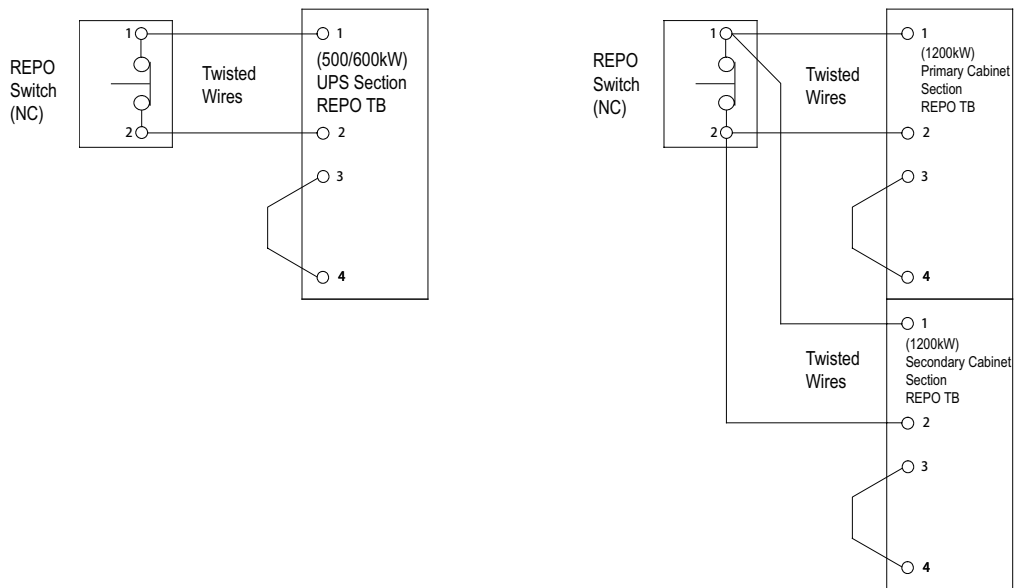 REPO
Switch
(NC)
1
2
Twisted
Wires
1
(500/600kW)
UPS Section
REPO TB
2
3
4
REPO
Switch
(NC)
1
2
Twisted
Wires
1
(1200kW)
Primary Cabinet
Section
REPO TB
2
3
4
Twisted
Wires
1
(1200kW)
Secondary Cabinet
Section
REPO TB
2
3
4